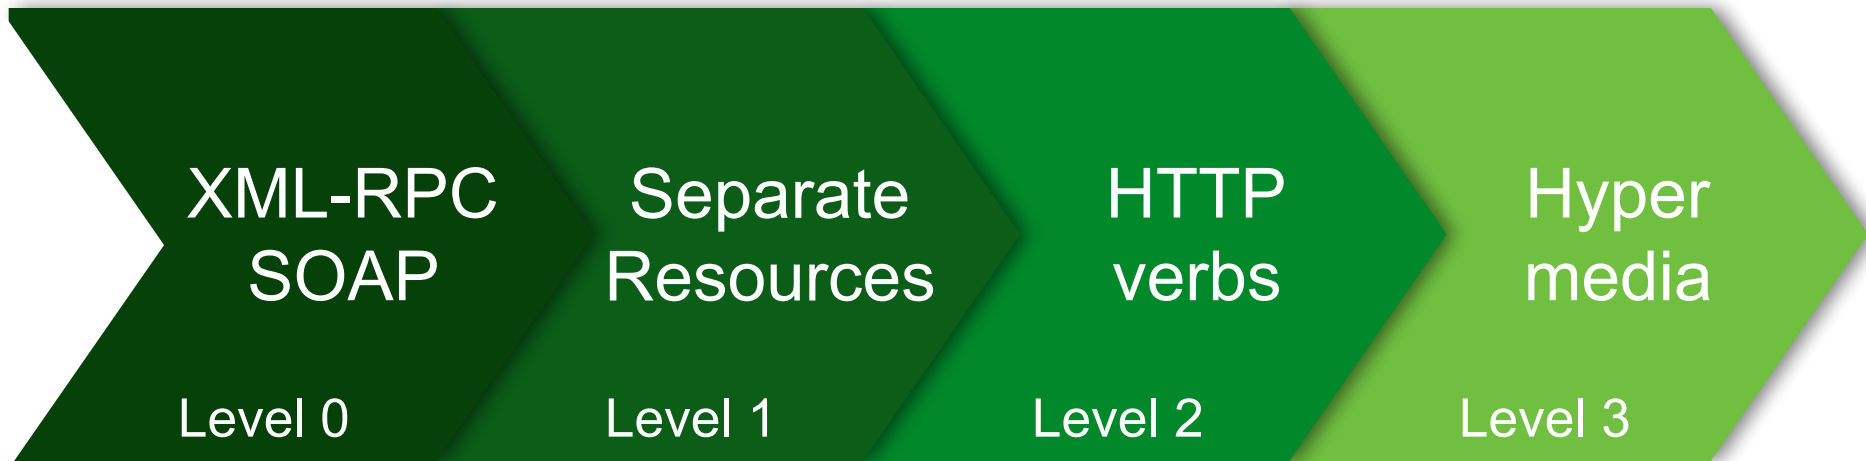 XML-RPC
SOAP
Level 0
Separate
Resources
Level 1
HTTP
verbs
Level 2
Hyper
media
Level 3